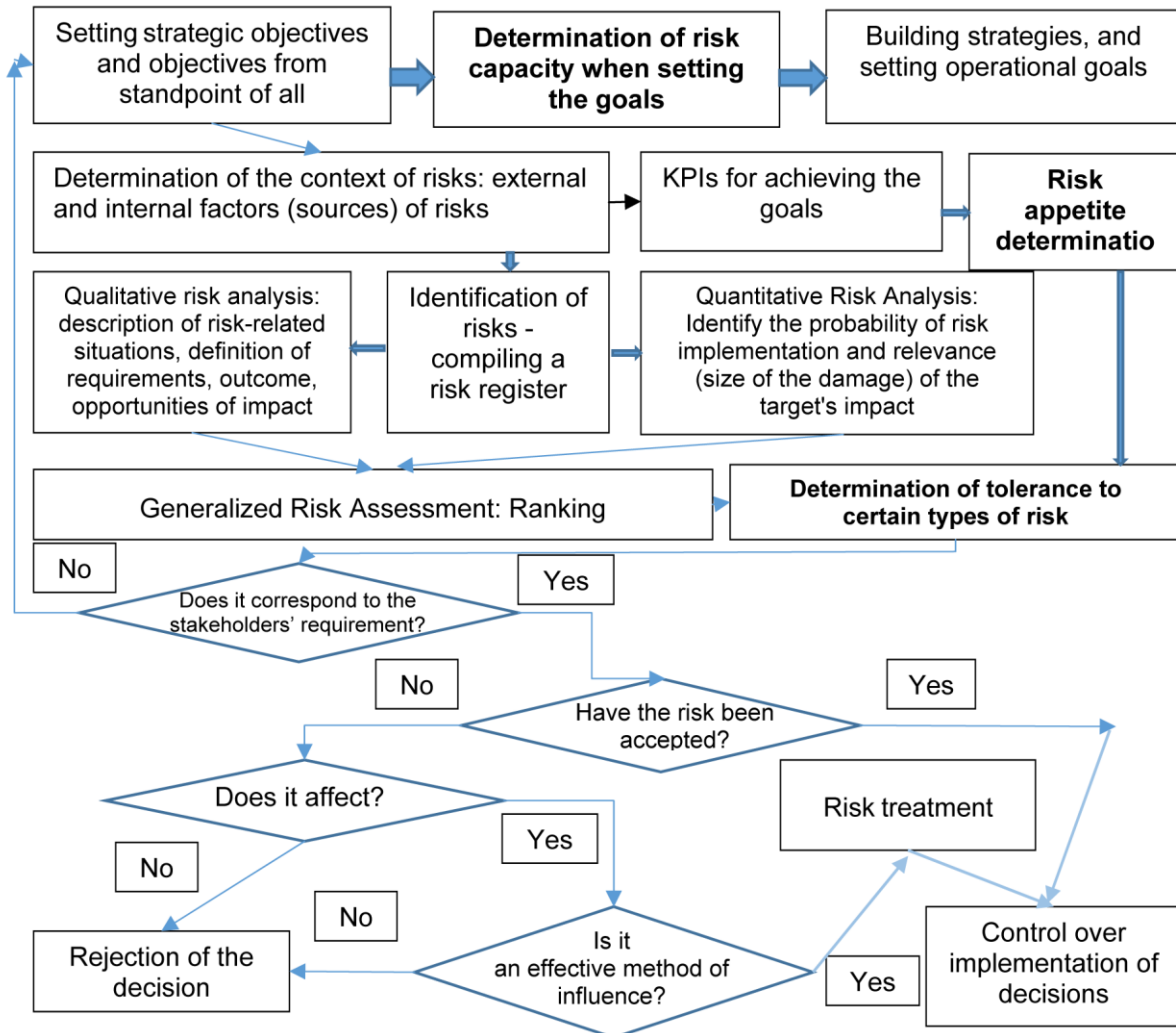 Setting strategic objectives
and objectives from
standpoint of all
Determination of risk
capacity when setting
the goals
Building strategies, and
setting operational goals
Determination of the context of risks: external
and internal factors (sources) of risks
KPIs for achieving the
goals
Risk
appetite
determinatio
Qualitative risk analysis:
description of risk-related
situations, definition of
requirements, outcome,
opportunities of impact
Identification of
risks -
compiling a
risk register
Quantitative Risk Analysis:
Identify the probability of risk
implementation and relevance
(size of the damage) of the
target's impact
Generalized Risk Assessment: Ranking
Determination of tolerance to
certain types of risk
No
Yes
Does it correspond to the
stakeholders’ requirement?
No
Yes
Have the risk been
accepted?
Does it affect?
Risk treatment
Yes
No
No
Is it
an effective method of
influence?
Yes
Rejection of the
decision
Control over
implementation of
decisions